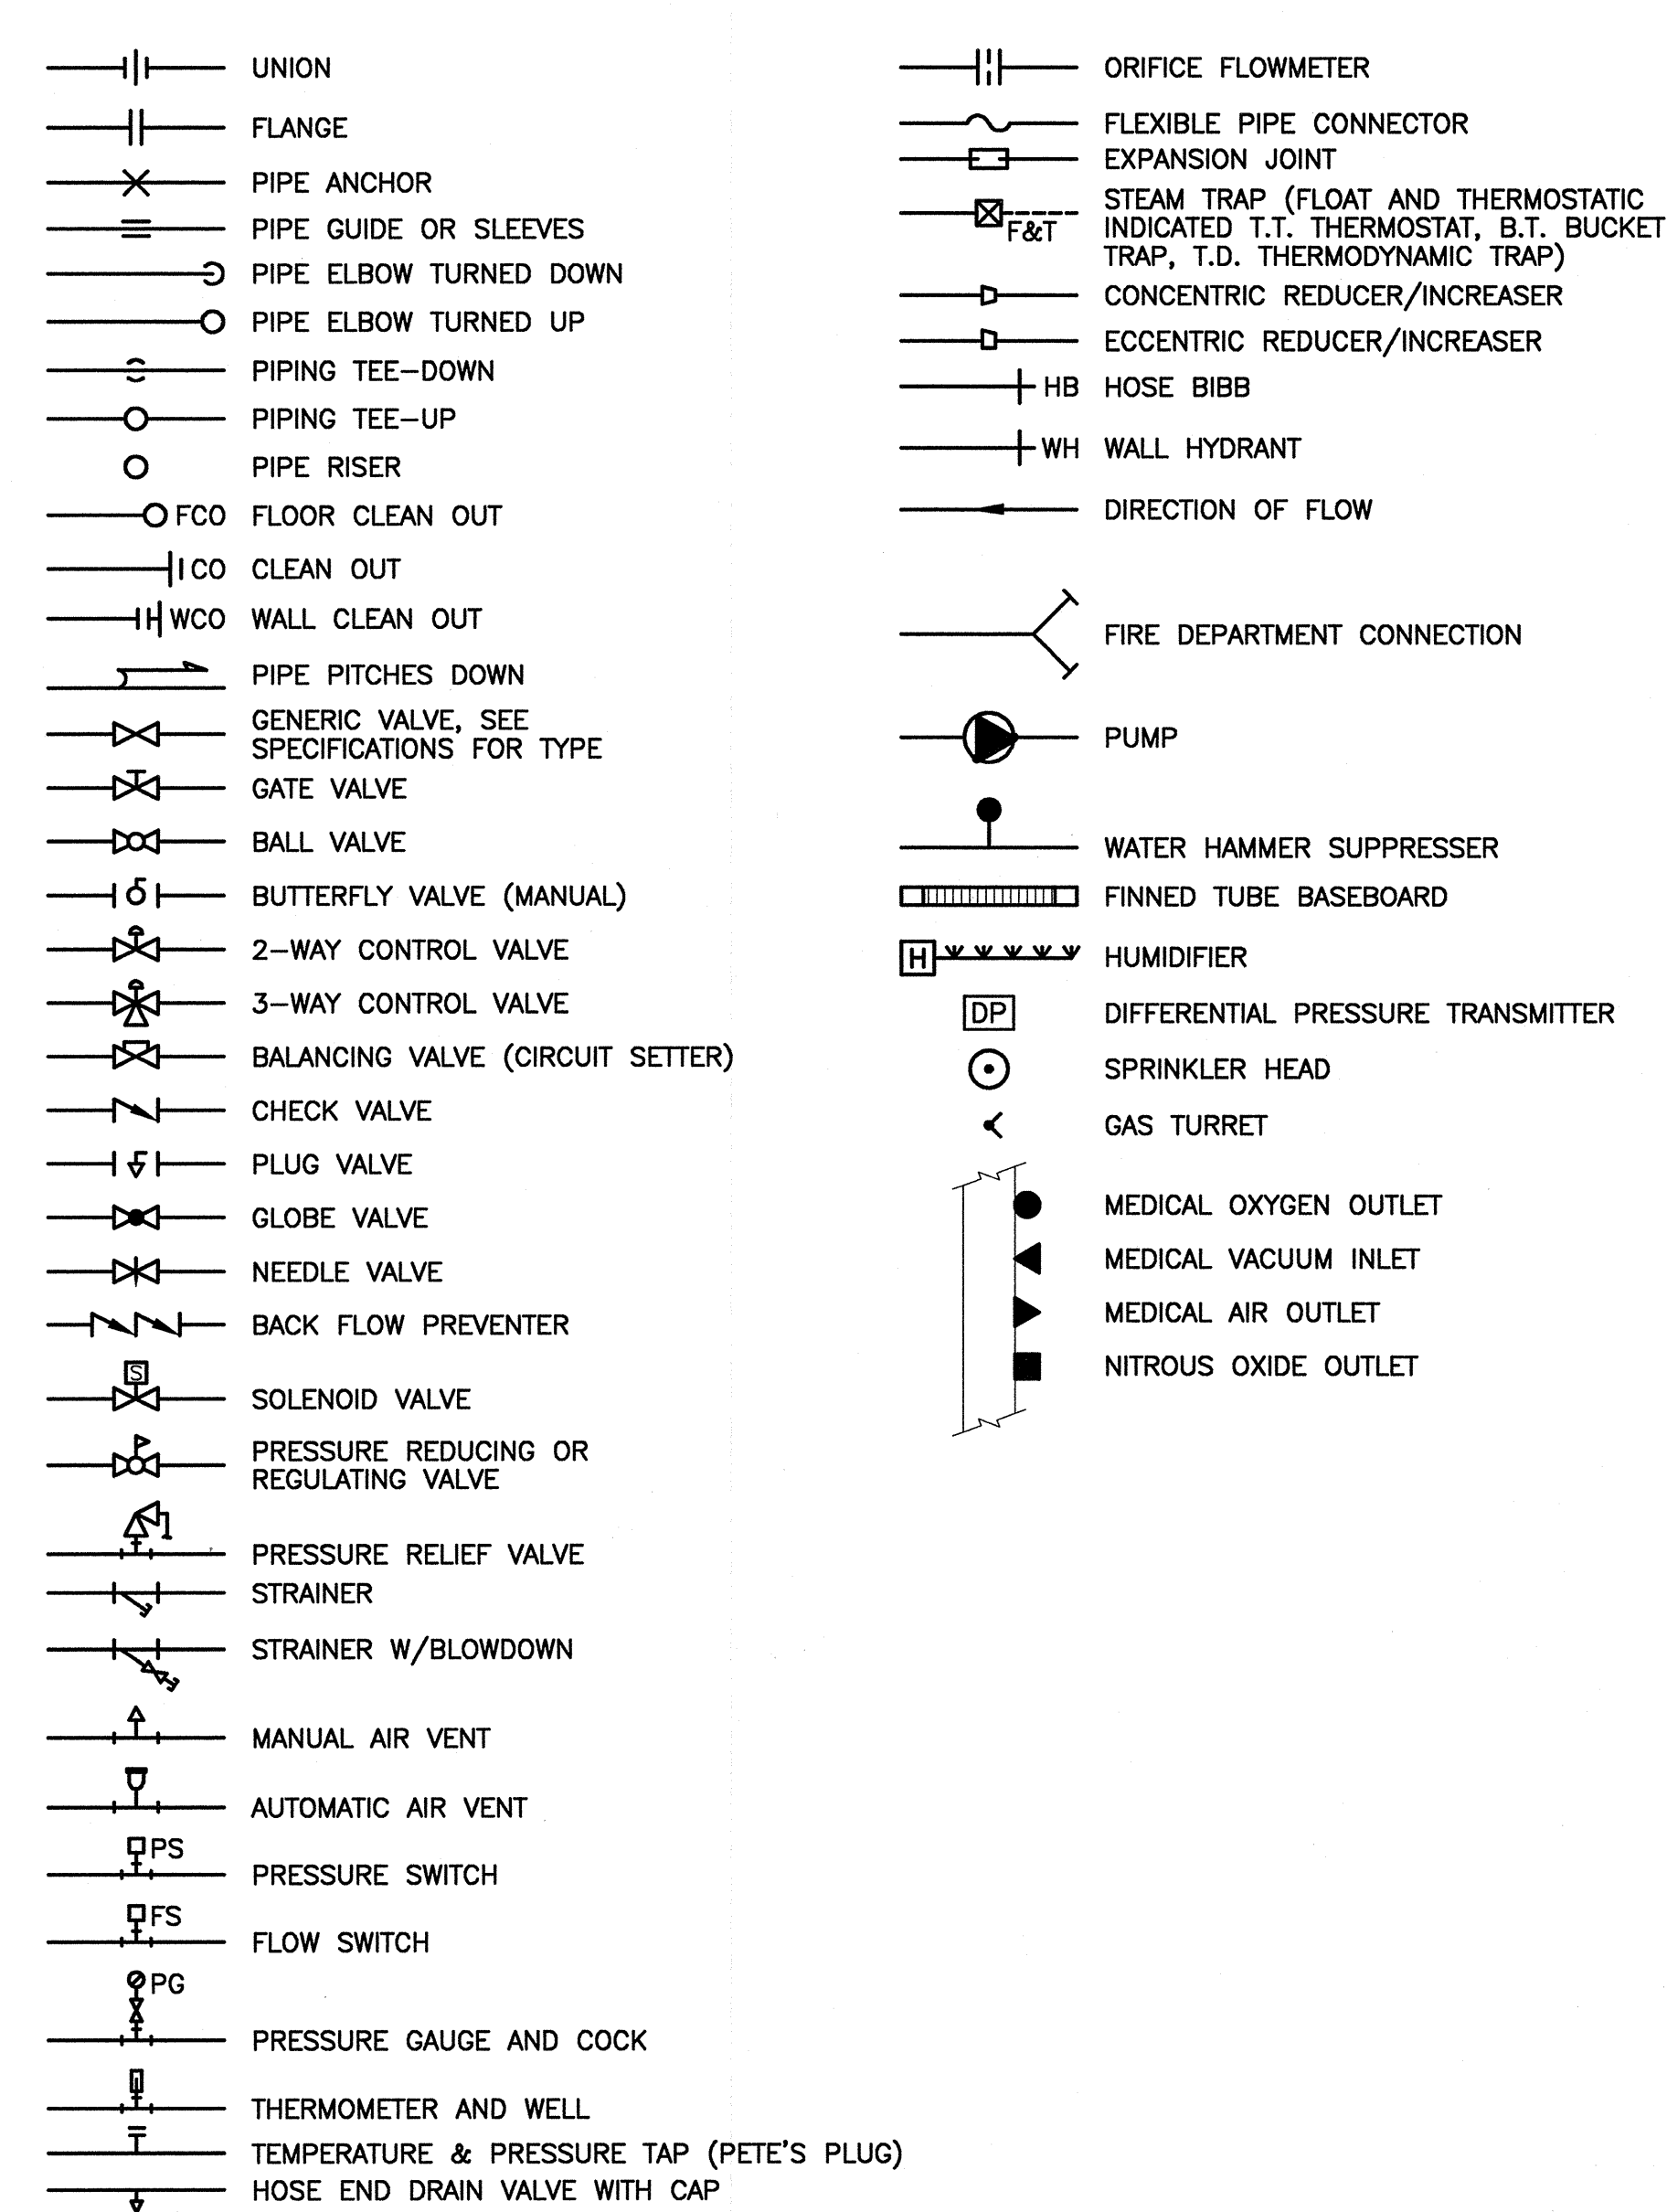 UNION
FLANGE
PIPE ANCHOR
PIPE GUIDE OR SLEEVES
PIPE ELBOW TURNED DOWN
PIPE ELBOW TURNED UP
PIPING TEE-DOWN
PIPING TEE-UP
PIPE RISER
FCO FLOOR CLEAN OUT
CO CLEAN OUT
WCO WALL CLEAN OUT
PIPE PITCHES DOWN
GENERIC VALVE, SEE
SPECIFICATIONS FOR TYPE
GATE VALVE
BALL VALVE
BUTTERFLY VALVE (MANUAL)
2-WAY CONTROL VALVE
3-WAY CONTROL VALVE
BALANCING VALVE (CIRCUIT SETTER)
CHECK VALVE
PLUG VALVE
GLOBE VALVE
NEEDLE VALVE
BACK FLOW PREVENTER
S
SOLENOID VALVE
PRESSURE REDUCING OR
REGULATING VALVE
PRESSURE RELIEF VALVE
STRAINER
STRAINER W/BLOWDOWN
MANUAL AIR VENT
AUTOMATIC AIR VENT
PS
PRESSURE SWITCH
FS
FLOW SWITCH
PG
PRESSURE GAUGE AND COCK
THERMOMETER AND WELL
TEMPERATURE & PRESSURE TAP (PETE'S PLUG)
HOSE END DRAIN VALVE WITH CAP
ORIFICE FLOWMETER
FLEXIBLE PIPE CONNECTOR
EXPANSION JOINT
STEAM TRAP (FLOAT AND THERMOSTATIC
F&T INDICATED T.T. THERMOSTAT, B.T. BUCKET
TRAP, T.D. THERMODYNAMIC TRAP)
CONCENTRIC REDUCER/INCREASER
ECCENTRIC REDUCER/INCREASER
HB HOSE BIBB
WH WALL HYDRANT
DIRECTION OF FLOW
FIRE DEPARTMENT CONNECTION
PUMP
WATER HAMMER SUPPRESSER
FINNED TUBE BASEBOARD
H HUMIDIFIER
DP DIFFERENTIAL PRESSURE TRANSMITTER
SPRINKLER HEAD
GAS TURRET
MEDICAL OXYGEN OUTLET
MEDICAL VACUUM INLET
MEDICAL AIR OUTLET
NITROUS OXIDE OUTLET